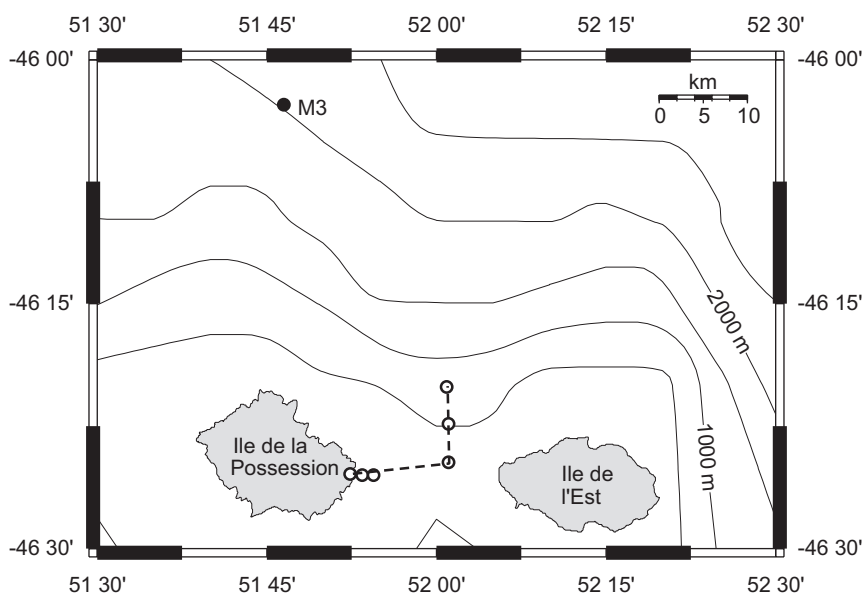 51 30' 51 45' 52 00' 52 15' 52 30'
-46 00' -46 00'
km
M3
0 5 10
-46 15' -46 15'
2000 m
1000 m
Ile de la
Possession
Ile de
l'Est
-46 30' -46 30'
51 30' 51 45' 52 00' 52 15' 52 30'